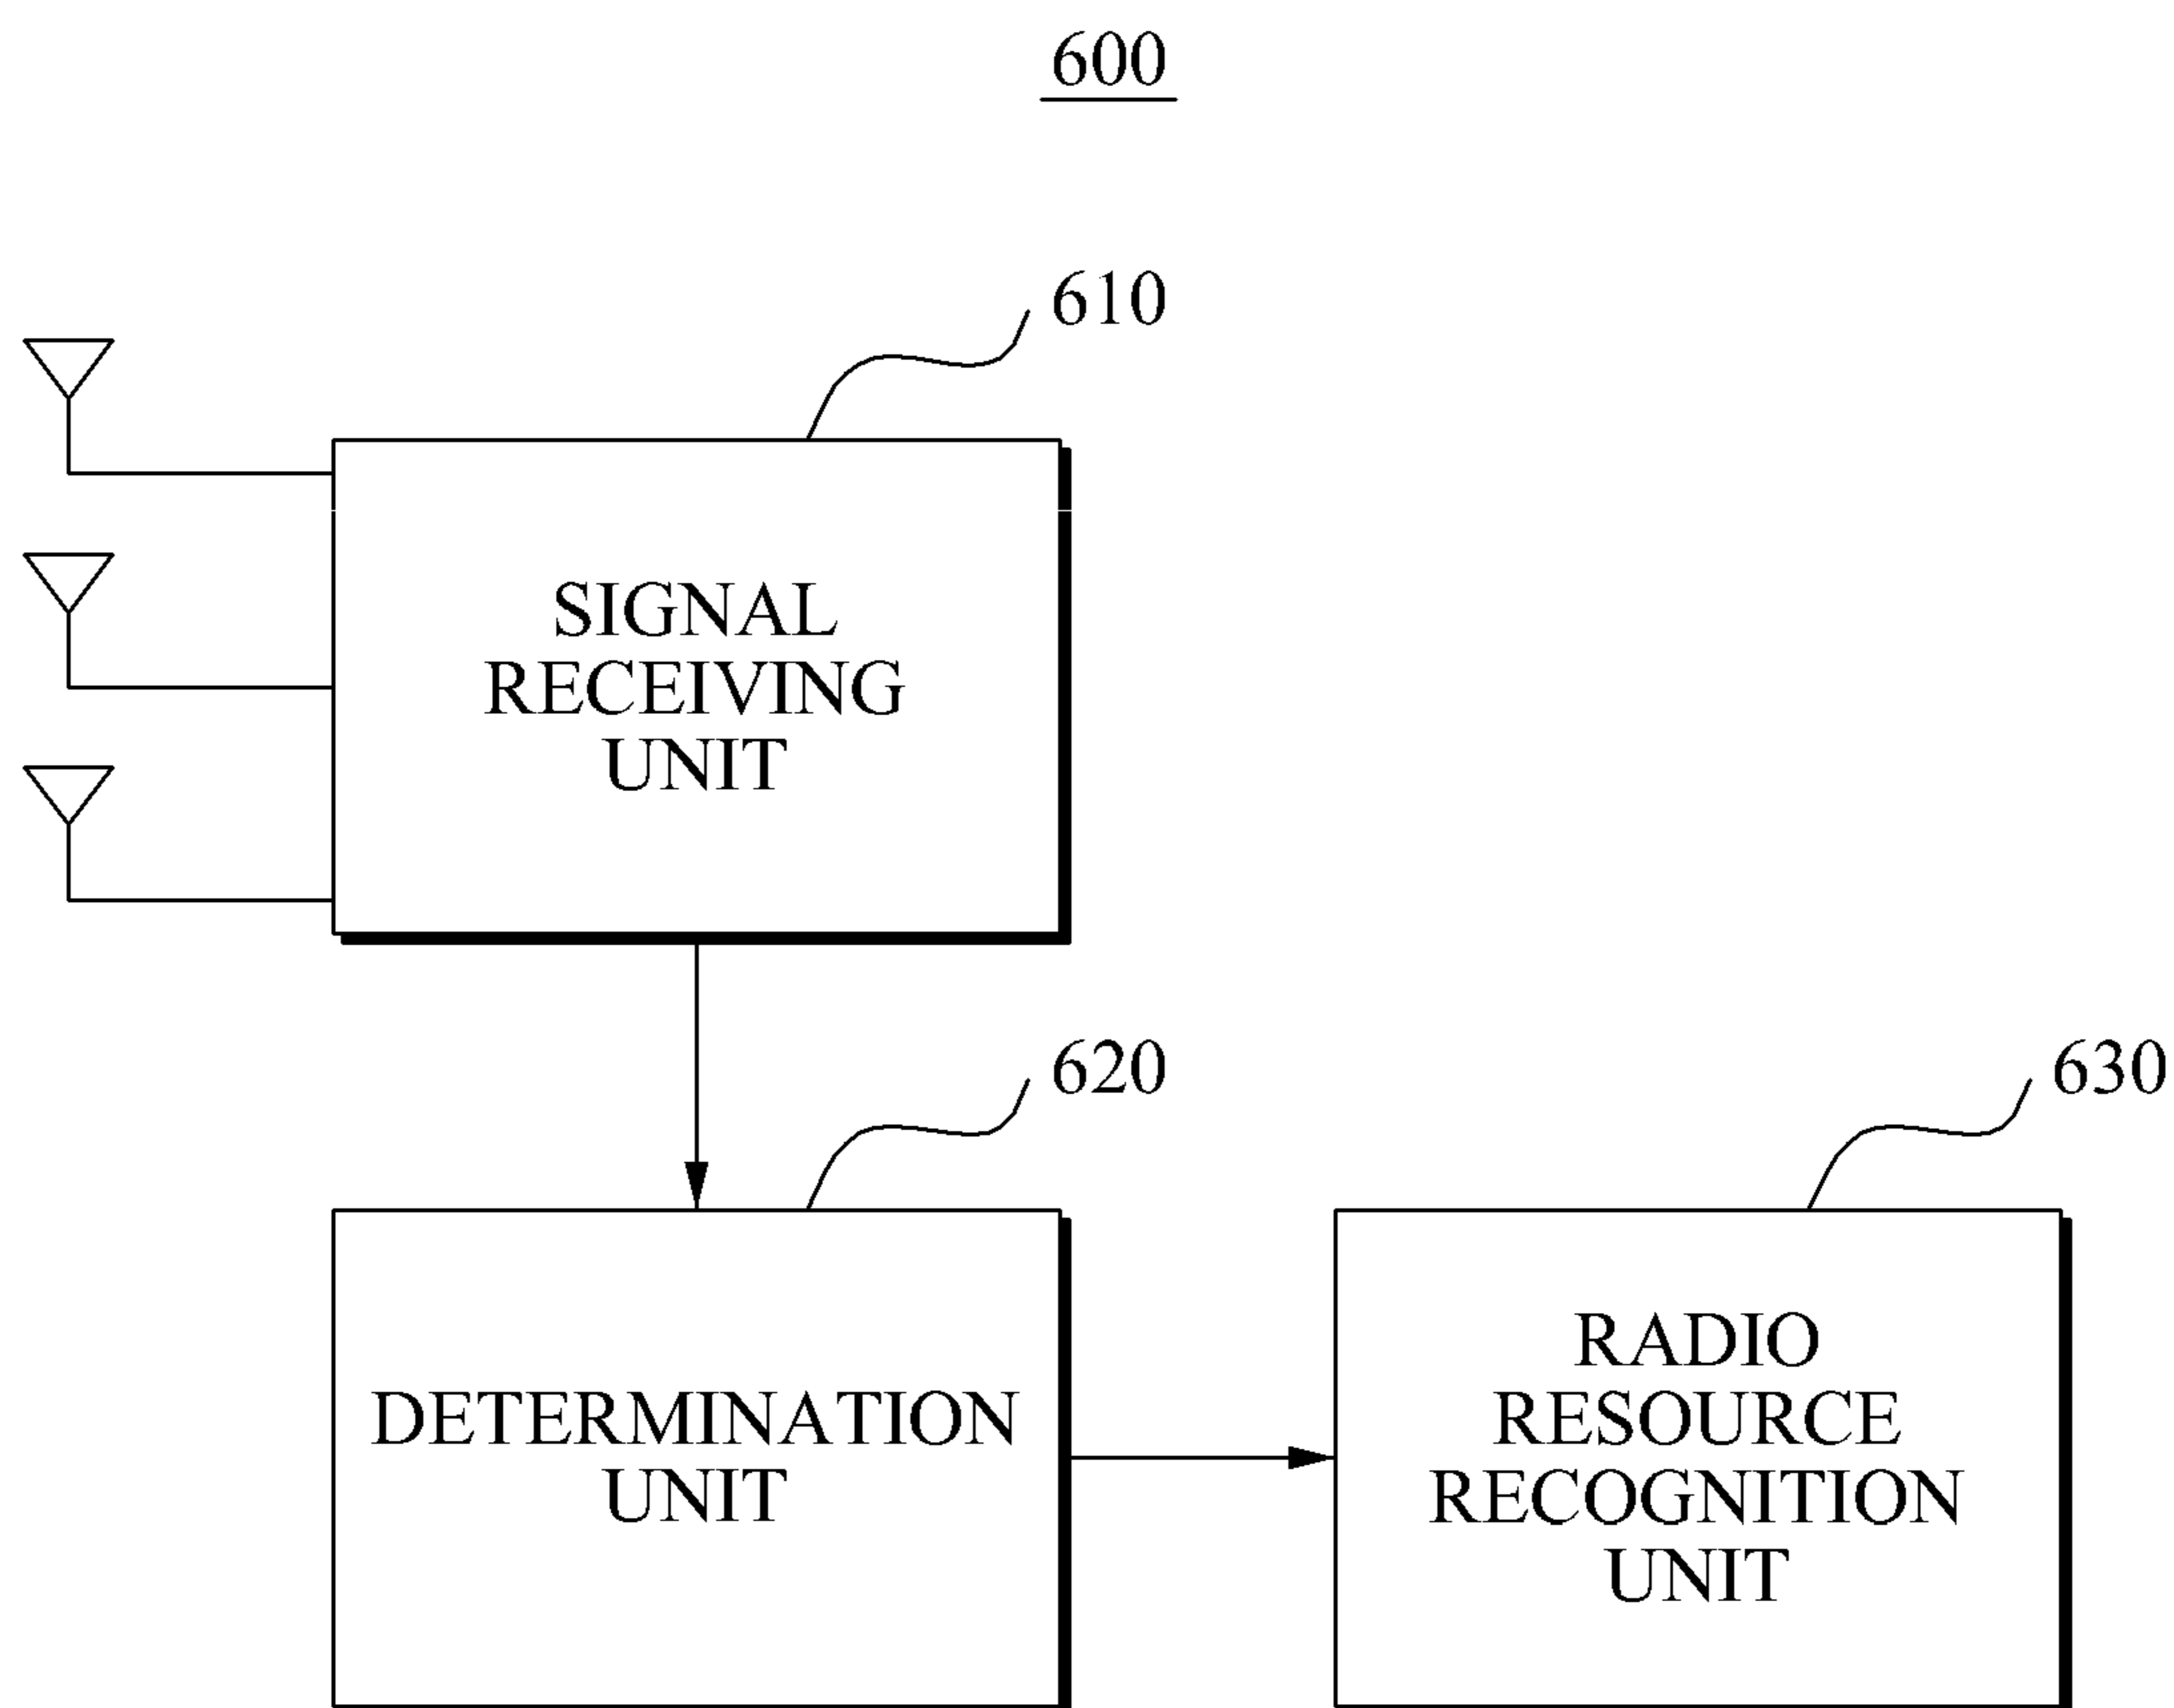 600
610
SIGNAL
RECEIVING
UNIT
620
630
DETERMINATION
UNIT
RADIO
RESOURCE
RECOGNITION
UNIT